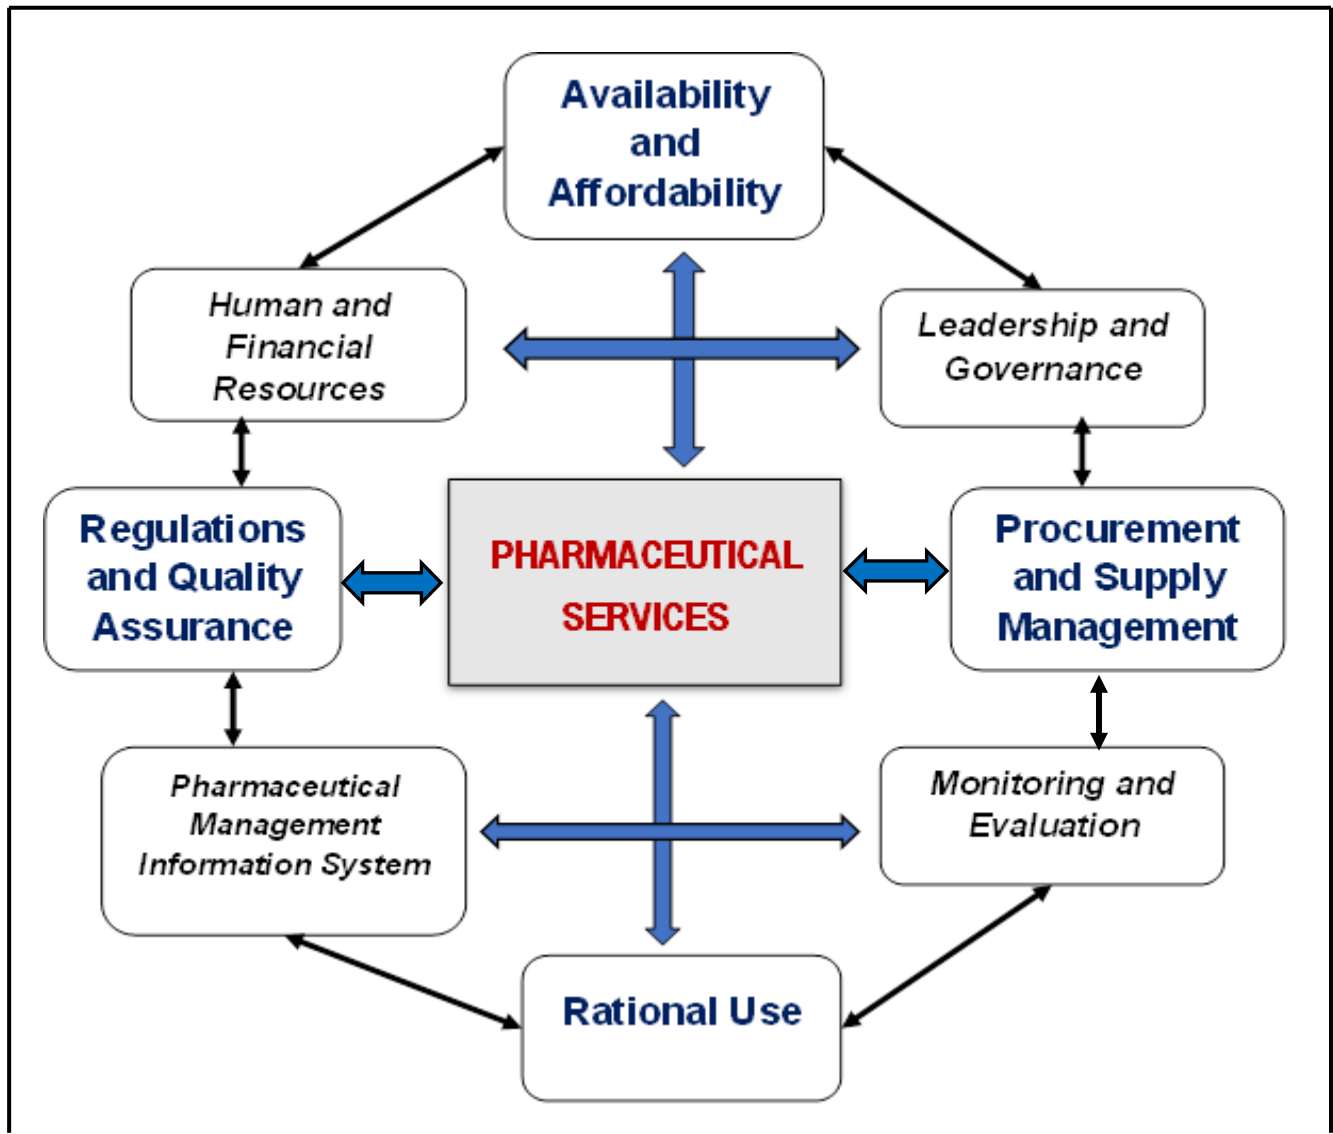 Availability
and
Affordability
Human and
Financial
Resources
Leadership and
Governance
Regulations
and Quality
Assurance
PHARMACEUTICAL
SERVICES
Procurement
and Supply
Management
Pharmaceutical
Management
Information System
Monitoring and
Evaluation
Rational Use